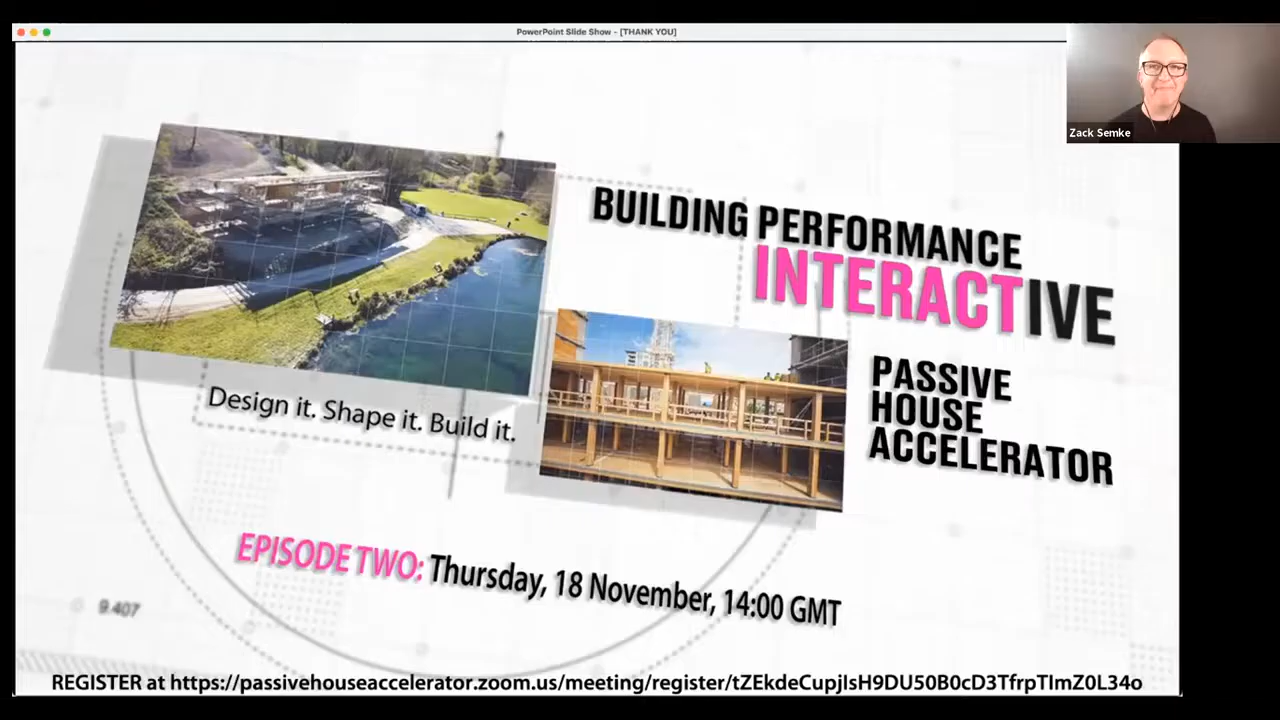 PowerPoint Slide Show - [THANK YOU]
Zack Semke
BUILDING PERFORMANCE
INTERACTIVE
PASSIVE
HOUSE
ACCELERATOR
Design it. Shape it. Build it.
EPISODE TWO: Thursday, 18 November, 14:00 GMT
9.407
REGISTER at https://passivehouseaccelerator.zoom.us/meeting/register/tZEkdeCupjIsH9DU50B0cD3TfrpTImZ0L34o